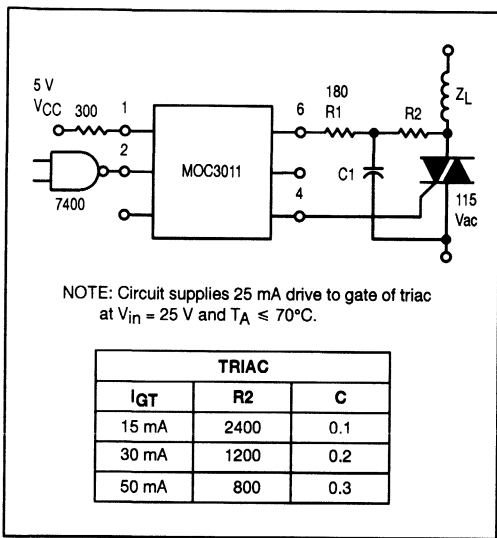 5 V
VCC
300
1
2
7400
MOC3011
6
4
180
R1
R2
C1
ZL
115
Vac
NOTE: Circuit supplies 25 mA drive to gate of triac
at Vin = 25 V and TA ≤ 70°C.
TRIAC
IGT R2 C
15 mA 2400 0.1
30 mA 1200 0.2
50 mA 800 0.3